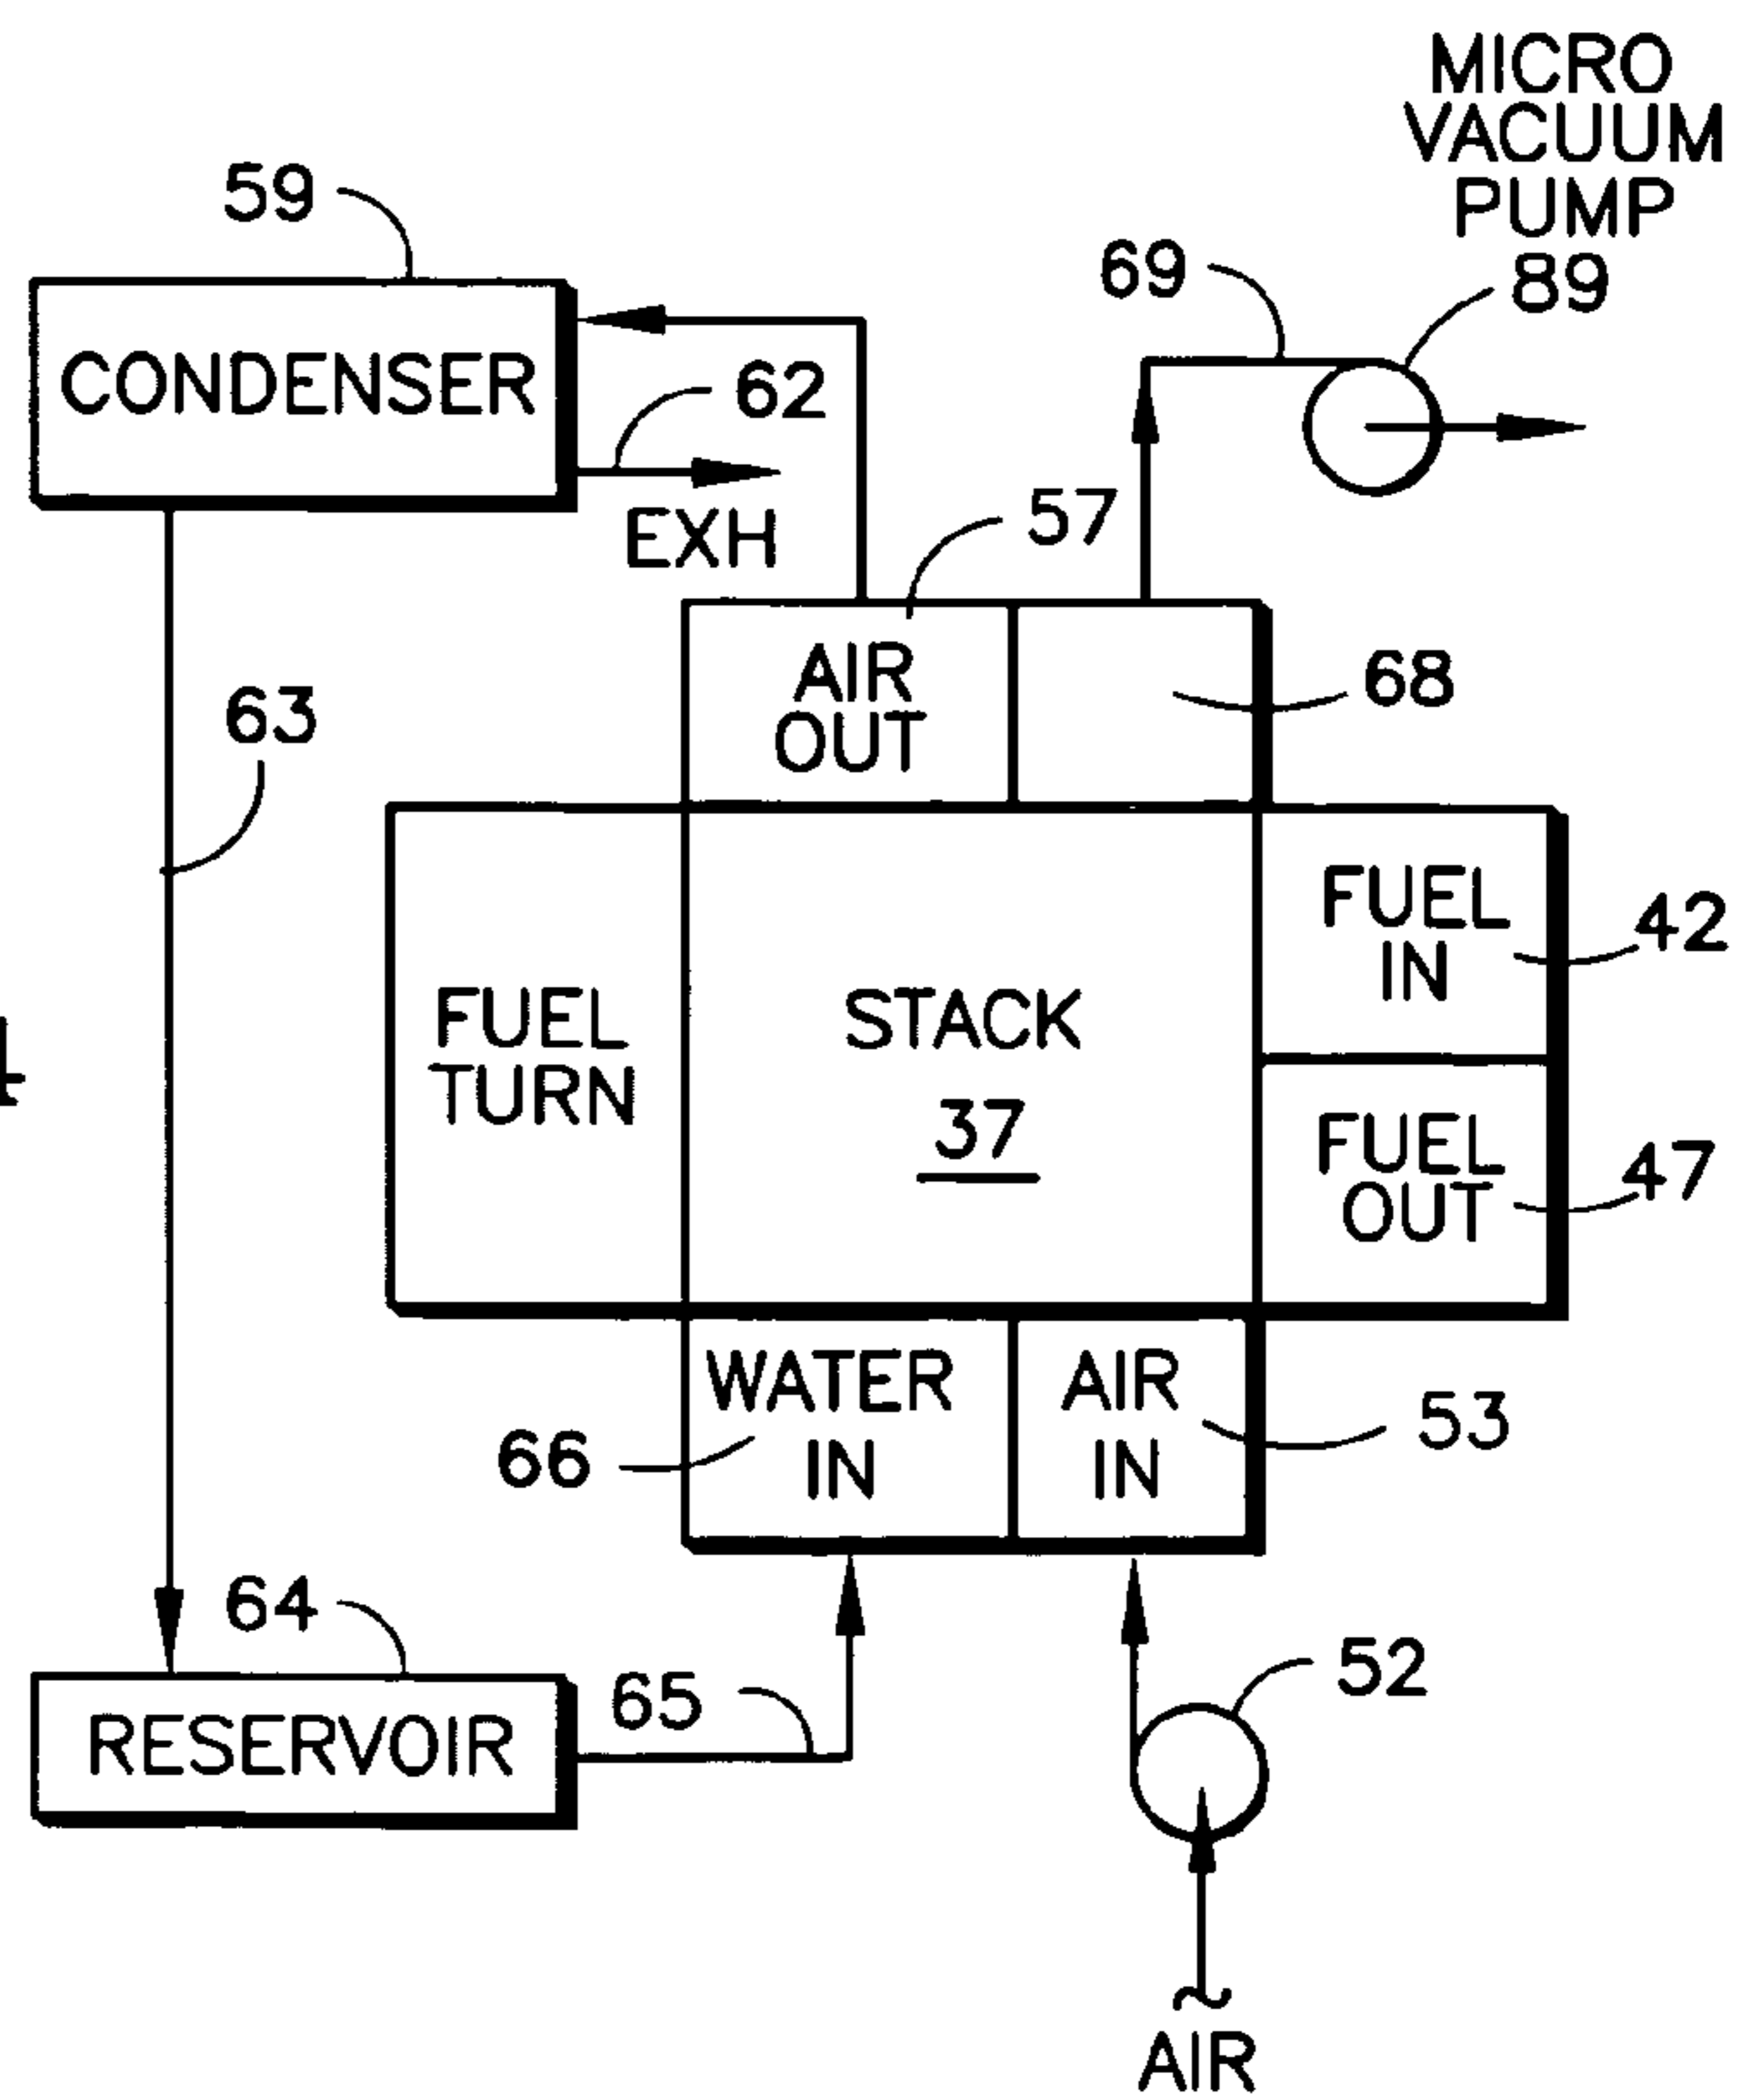 MICRO
VACUUM
PUMP
89
59
69
CONDENSER
62
EXH
57
AIR
OUT
68
63
FUEL
IN
42
FUEL
TURN
STACK
37
FUEL
OUT
47
WATER
IN
66
AIR
IN
53
64
RESERVOIR
65
52
AIR